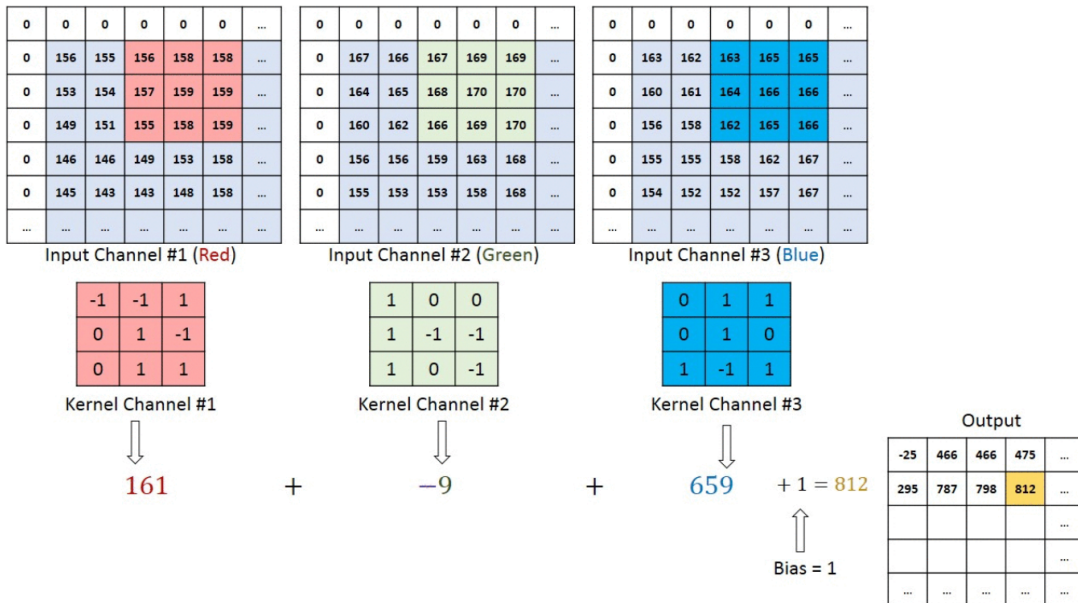 0 0 0 0 0 0 ... 0 0 0 0 0 0 ... 0 0 0 0 0 0 ...
0 156 155 156 158 158 ... 0 167 166 167 169 169 ... 0 163 162 163 165 165 ...
0 153 154 157 159 159 ... 0 164 165 168 170 170 ... 0 160 161 164 166 166 ...
0 149 151 155 158 159 ... 0 160 162 166 169 170 ... 0 156 158 162 165 166 ...
0 146 146 149 153 158 ... 0 156 156 159 163 168 ... 0 155 155 158 162 167 ...
0 145 143 143 148 158 ... 0 155 153 153 158 168 ... 0 154 152 152 157 167 ...
... ... ... ... ... ... ... ... ... ... ... ... ... ... ... ... ... ... ... ... ...
Input Channel #1 (Red) Input Channel #2 (Green) Input Channel #3 (Blue)
-1 -1 1 1 0 0 0 1 1
0 1 -1 1 -1 -1 0 1 0
0 1 1 1 0 -1 1 -1 1
Kernel Channel #1 Kernel Channel #2 Kernel Channel #3
161 + −9 + 659 + 1 = 812
Bias = 1
Output
-25 466 466 475 ...
295 787 798 812 ...
...
...
... ... ... ... ...